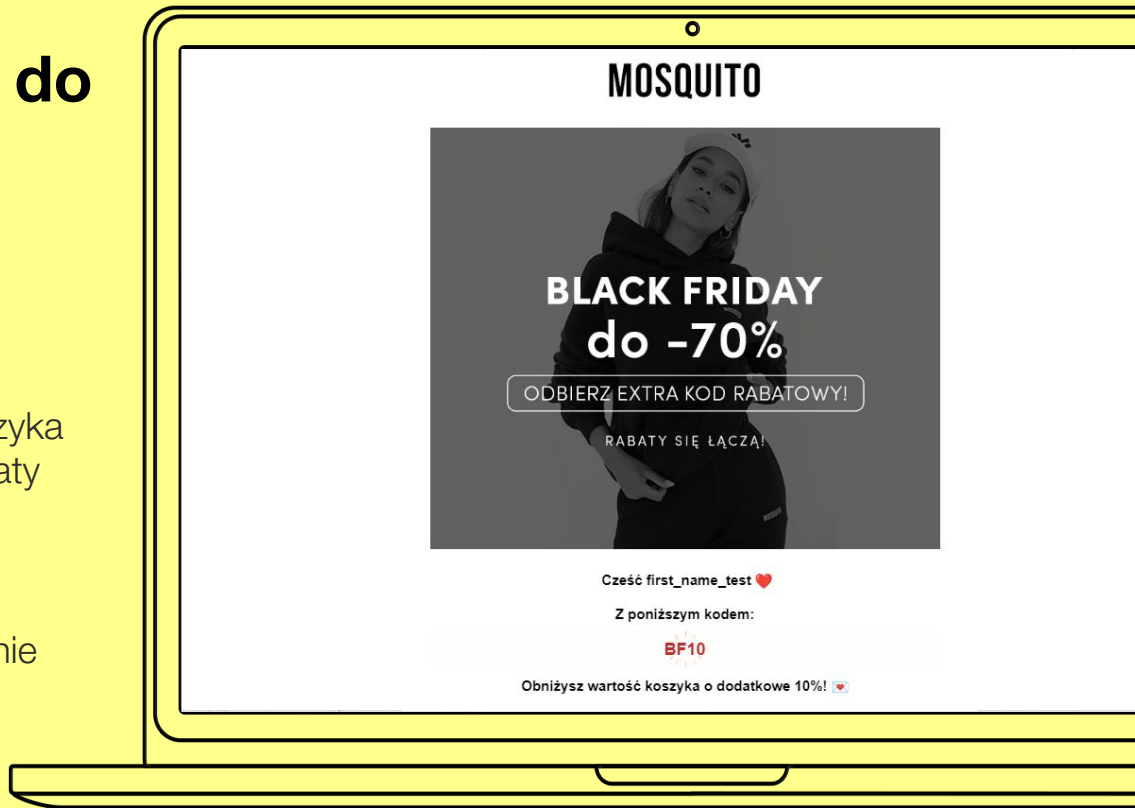 do
zyka
aty
nie
MOSQUITO
BLACK FRIDAY
do -70%
ODBIERZ EXTRA KOD RABATOWY!
RABATY SIĘ ŁĄCZĄ!
MOSQUITO
Cześć first_name_test ❤️
Z poniższym kodem:
BF10
Obniżysz wartość koszyka o dodatkowe 10%! 💌